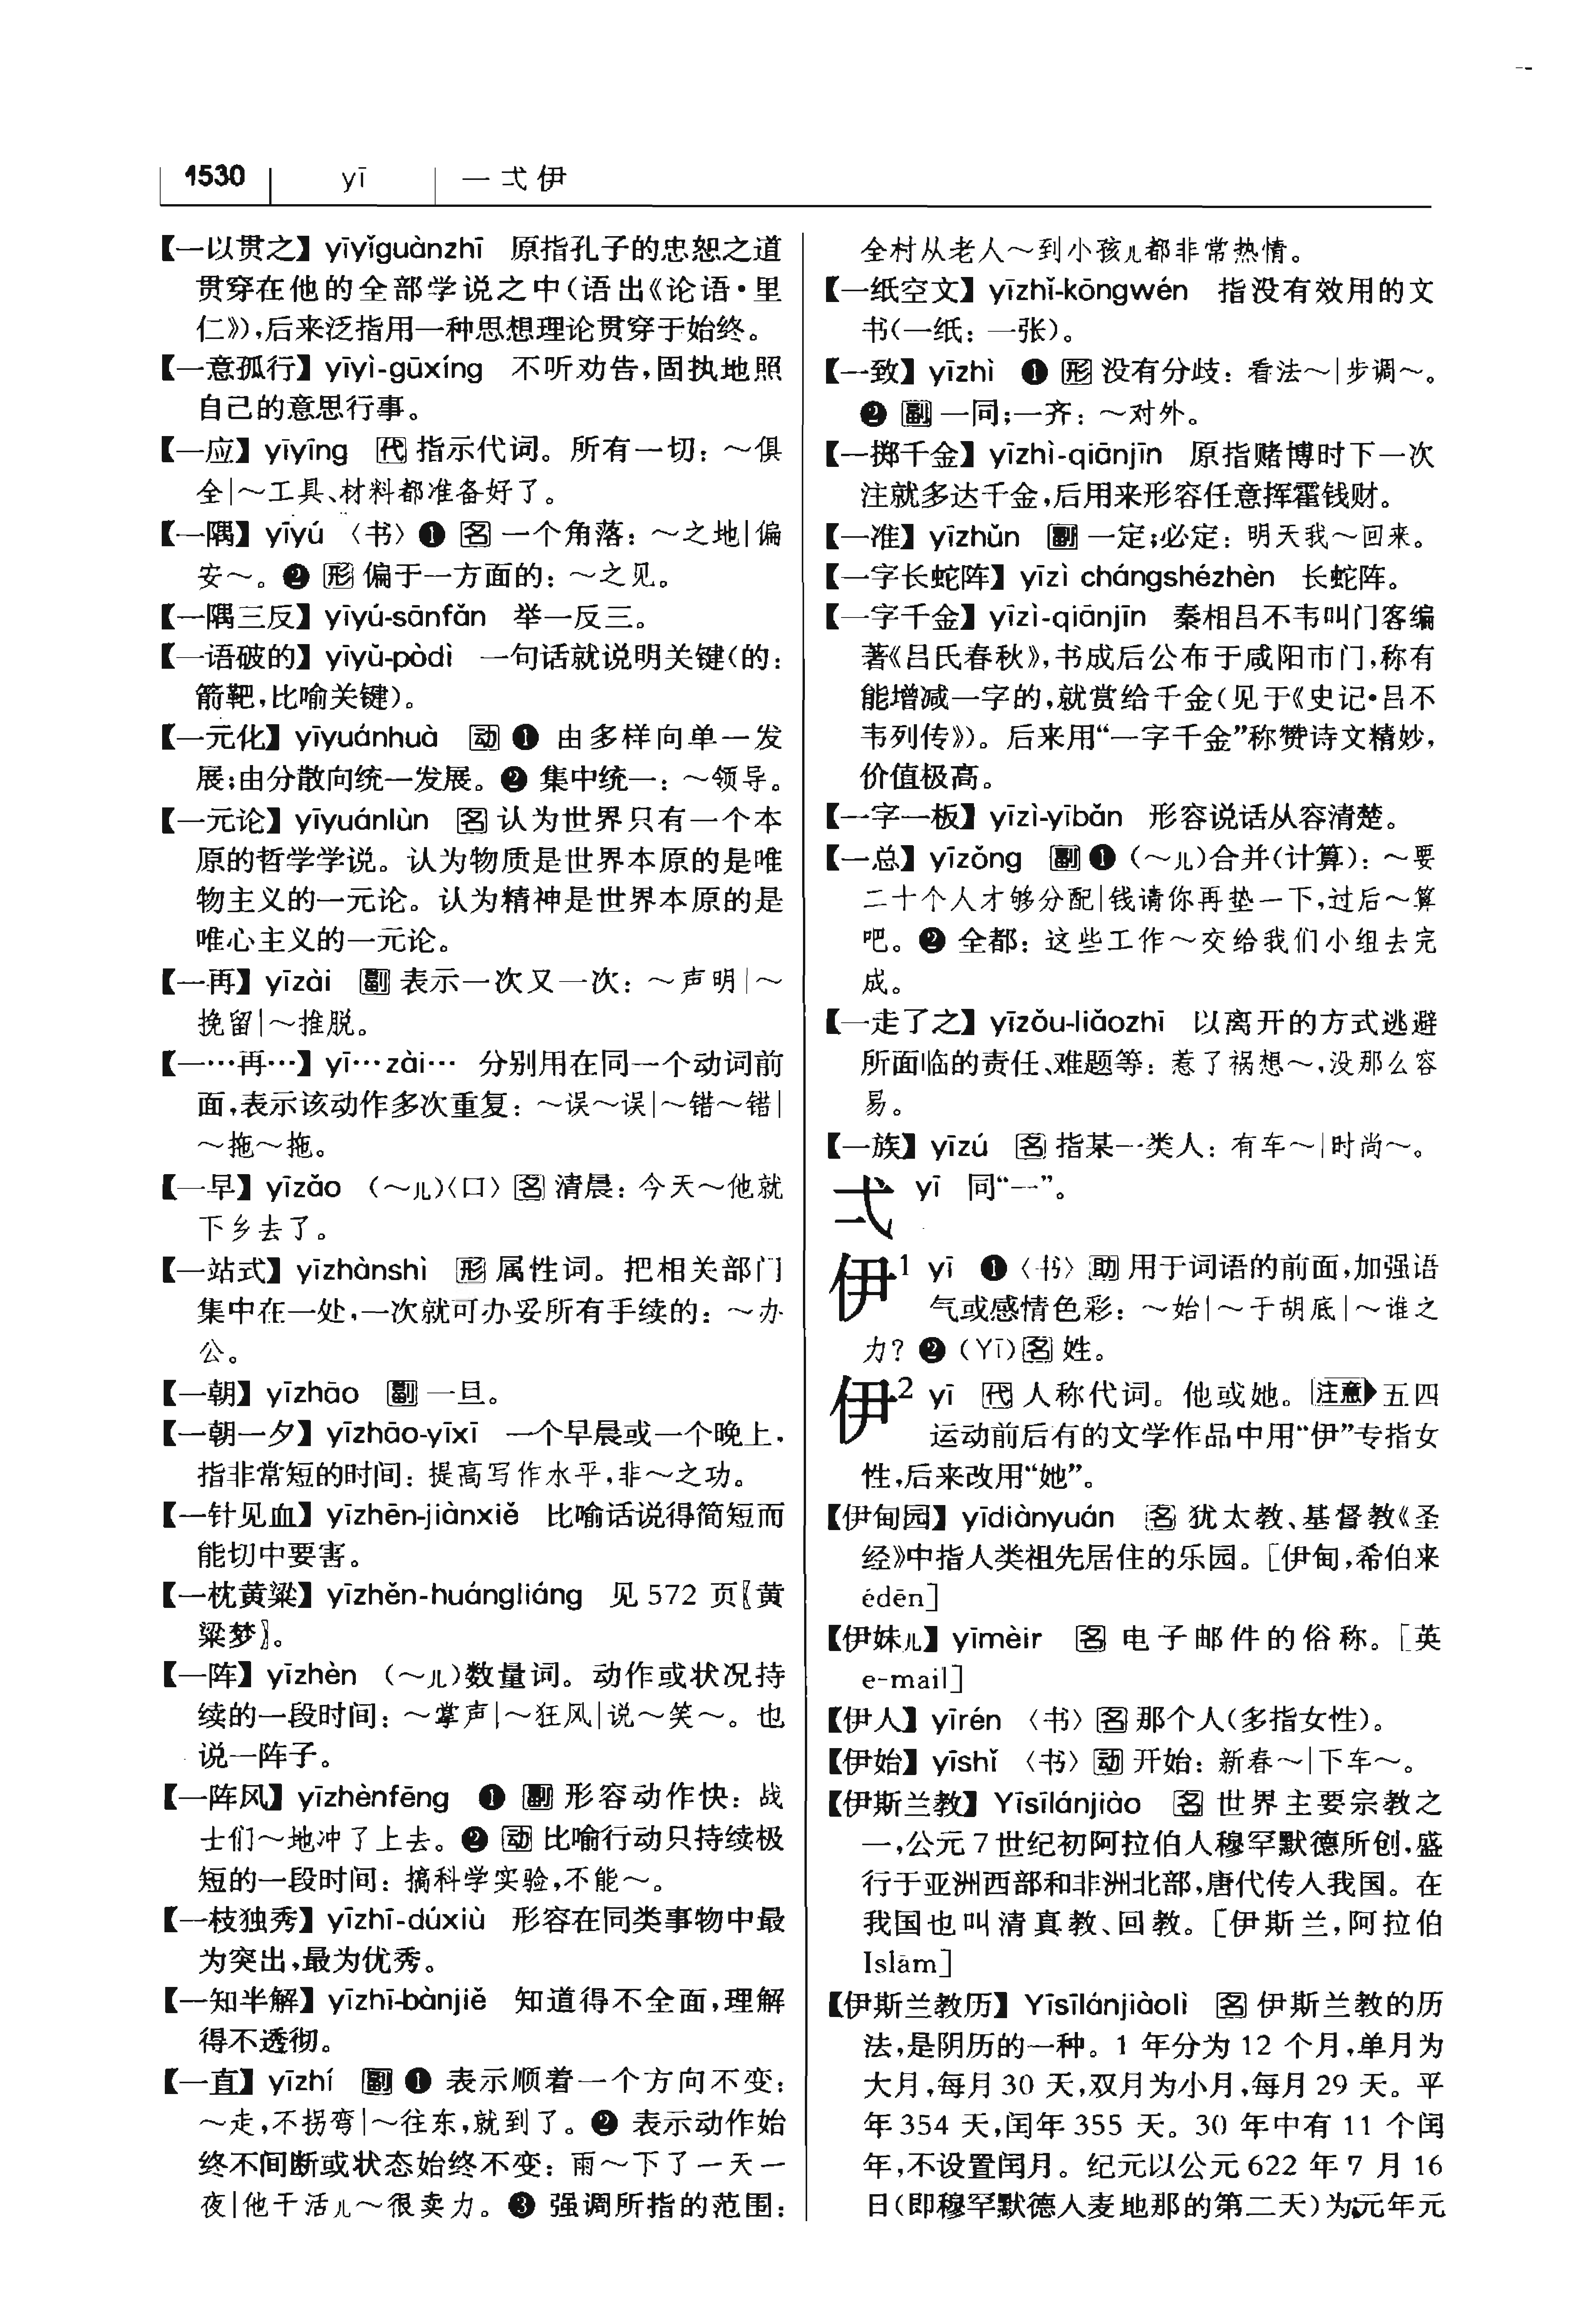 1530 yī 一弌伊
【一以贯之】yīyǐguànzhī 原指孔子的忠恕之道
贯穿在他的全部学说之中(语出《论语·里
仁》),后来泛指用一种思想理论贯穿于始终。
【一意孤行】yīyì-gūxíng 不听劝告,固执地照
自己的意思行事。
【一应】yīyīng 代 指示代词。所有一切:～俱
全|～工具、材料都准备好了。
【一隅】yīyú 〈书〉❶ 名 一个角落:～之地|偏
安～。❷ 形 偏于一方面的:～之见。
【一隅三反】yīyú-sānfǎn 举一反三。
【一语破的】yīyǔ-pòdì 一句话就说明关键(的:
箭靶,比喻关键)。
【一元化】yīyuánhuà 动 ❶ 由多样向单一发
展;由分散向统一发展。❷ 集中统一:～领导。
【一元论】yīyuánlùn 名 认为世界只有一个本
原的哲学学说。认为物质是世界本原的是唯
物主义的一元论。认为精神是世界本原的是
唯心主义的一元论。
【一再】yīzài 副 表示一次又一次:～声明|～
挽留|～推脱。
【一…再…】yī…zài… 分别用在同一个动词前
面,表示该动作多次重复:～误～误|～错～错|
～拖～拖。
【一早】yīzǎo (～儿)〈口〉名 清晨:今天～他就
下乡去了。
【一站式】yīzhànshì 形 属性词。把相关部门
集中在一处,一次就可办妥所有手续的:～办
公。
【一朝】yīzhāo 副 一旦。
【一朝一夕】yīzhāo-yīxī 一个早晨或一个晚上,
指非常短的时间:提高写作水平,非～之功。
【一针见血】yīzhēn-jiànxiě 比喻话说得简短而
能切中要害。
【一枕黄粱】yīzhěn-huángliáng 见 572 页〖黄
粱梦〗。
【一阵】yīzhèn (～儿)数量词。动作或状况持
续的一段时间:～掌声|～狂风|说～笑～。也
说一阵子。
【一阵风】yīzhènfēng ❶ 副 形容动作快:战
士们～地冲了上去。❷ 动 比喻行动只持续极
短的一段时间:搞科学实验,不能～。
【一枝独秀】yīzhī-dúxiù 形容在同类事物中最
为突出,最为优秀。
【一知半解】yīzhī-bànjiě 知道得不全面,理解
得不透彻。
【一直】yīzhí 副 ❶ 表示顺着一个方向不变:
～走,不拐弯|～往东,就到了。❷ 表示动作始
终不间断或状态始终不变:雨～下了一天一
夜|他干活儿～很卖力。❸ 强调所指的范围:
全村从老人～到小孩儿都非常热情。
【一纸空文】yīzhǐ-kōngwén 指没有效用的文
书(一纸:一张)。
【一致】yīzhì ❶ 形 没有分歧:看法～|步调～。
❷ 副 一同;一齐:～对外。
【一掷千金】yīzhì-qiānjīn 原指赌博时下一次
注就多达千金,后用来形容任意挥霍钱财。
【一准】yīzhǔn 副 一定;必定:明天我～回来。
【一字长蛇阵】yīzì chángshézhèn 长蛇阵。
【一字千金】yīzì-qiānjīn 秦相吕不韦叫门客编
著《吕氏春秋》,书成后公布于咸阳市门,称有
能增减一字的,就赏给千金(见于《史记·吕不
韦列传》)。后来用“一字千金”称赞诗文精妙,
价值极高。
【一字一板】yīzì-yībǎn 形容说话从容清楚。
【一总】yīzǒng 副 ❶ (～儿)合并(计算):～要
二十个人才够分配|钱请你再垫一下,过后～算
吧。❷ 全都:这些工作～交给我们小组去完
成。
【一走了之】yīzǒu-liǎozhī 以离开的方式逃避
所面临的责任、难题等:惹了祸想～,没那么容
易。
【一族】yīzú 名 指某一类人:有车～|时尚～。
弌 yī 同“一”。
伊¹ yī ❶〈书〉助 用于词语的前面,加强语
气或感情色彩:～始|～于胡底|～谁之
力? ❷ (Yī)名 姓。
伊² yī 代 人称代词。他或她。注意 五四
运动前后有的文学作品中用“伊”专指女
性,后来改用“她”。
【伊甸园】yīdiànyuán 名 犹太教、基督教《圣
经》中指人类祖先居住的乐园。[伊甸,希伯来
ēdēn]
【伊妹儿】yīmèir 名 电子邮件的俗称。[英
e-mail]
【伊人】yīrén 〈书〉名 那个人(多指女性)。
【伊始】yīshǐ 〈书〉动 开始:新春～|下车～。
【伊斯兰教】Yīsīlánjiào 名 世界主要宗教之
一,公元 7 世纪初阿拉伯人穆罕默德所创,盛
行于亚洲西部和非洲北部,唐代传入我国。在
我国也叫清真教、回教。[伊斯兰,阿拉伯
Islām]
【伊斯兰教历】Yīsīlánjiàolì 名 伊斯兰教的历
法,是阴历的一种。1 年分为 12 个月,单月为
大月,每月 30 天,双月为小月,每月 29 天。平
年 354 天,闰年 355 天。30 年中有 11 个闰
年,不设置闰月。纪元以公元 622 年 7 月 16
日(即穆罕默德入麦地那的第二天)为元年元